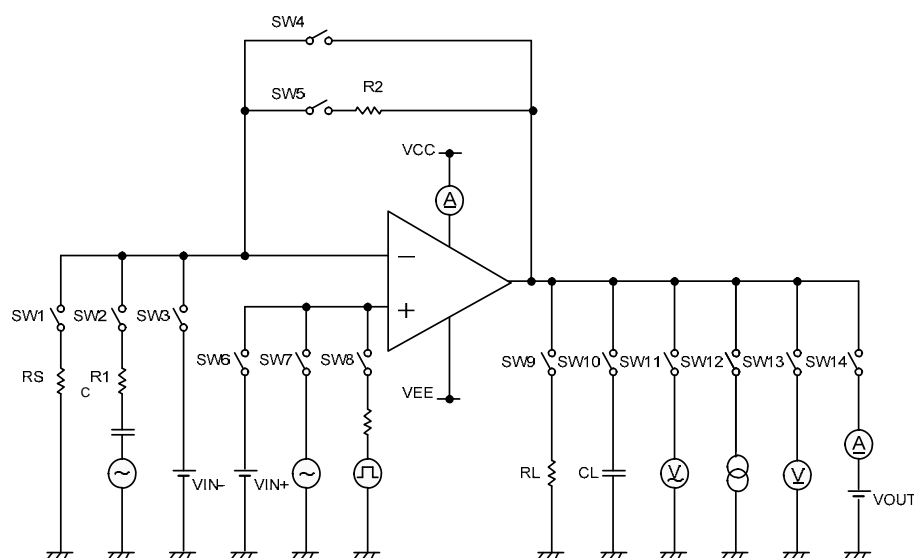 SW4
SW5
R2
VCC
A
−
+
SW1
SW2
SW3
SW6
SW7
SW8
SW9
SW10
SW11
SW12
SW13
SW14
RS
R1
C
VEE
VIN-
VIN+
~
~
RL
CL
V
V
A
VOUT